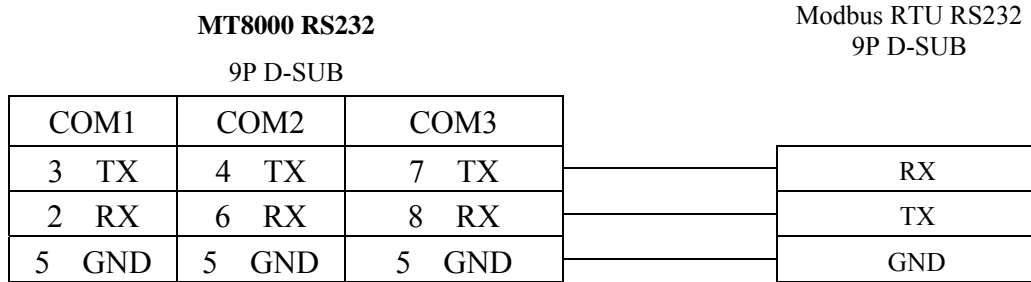 MT8000 RS232
9P D-SUB
Modbus RTU RS232
9P D-SUB
COM1 COM2 COM3
3 TX 4 TX 7 TX RX
2 RX 6 RX 8 RX TX
5 GND 5 GND 5 GND GND